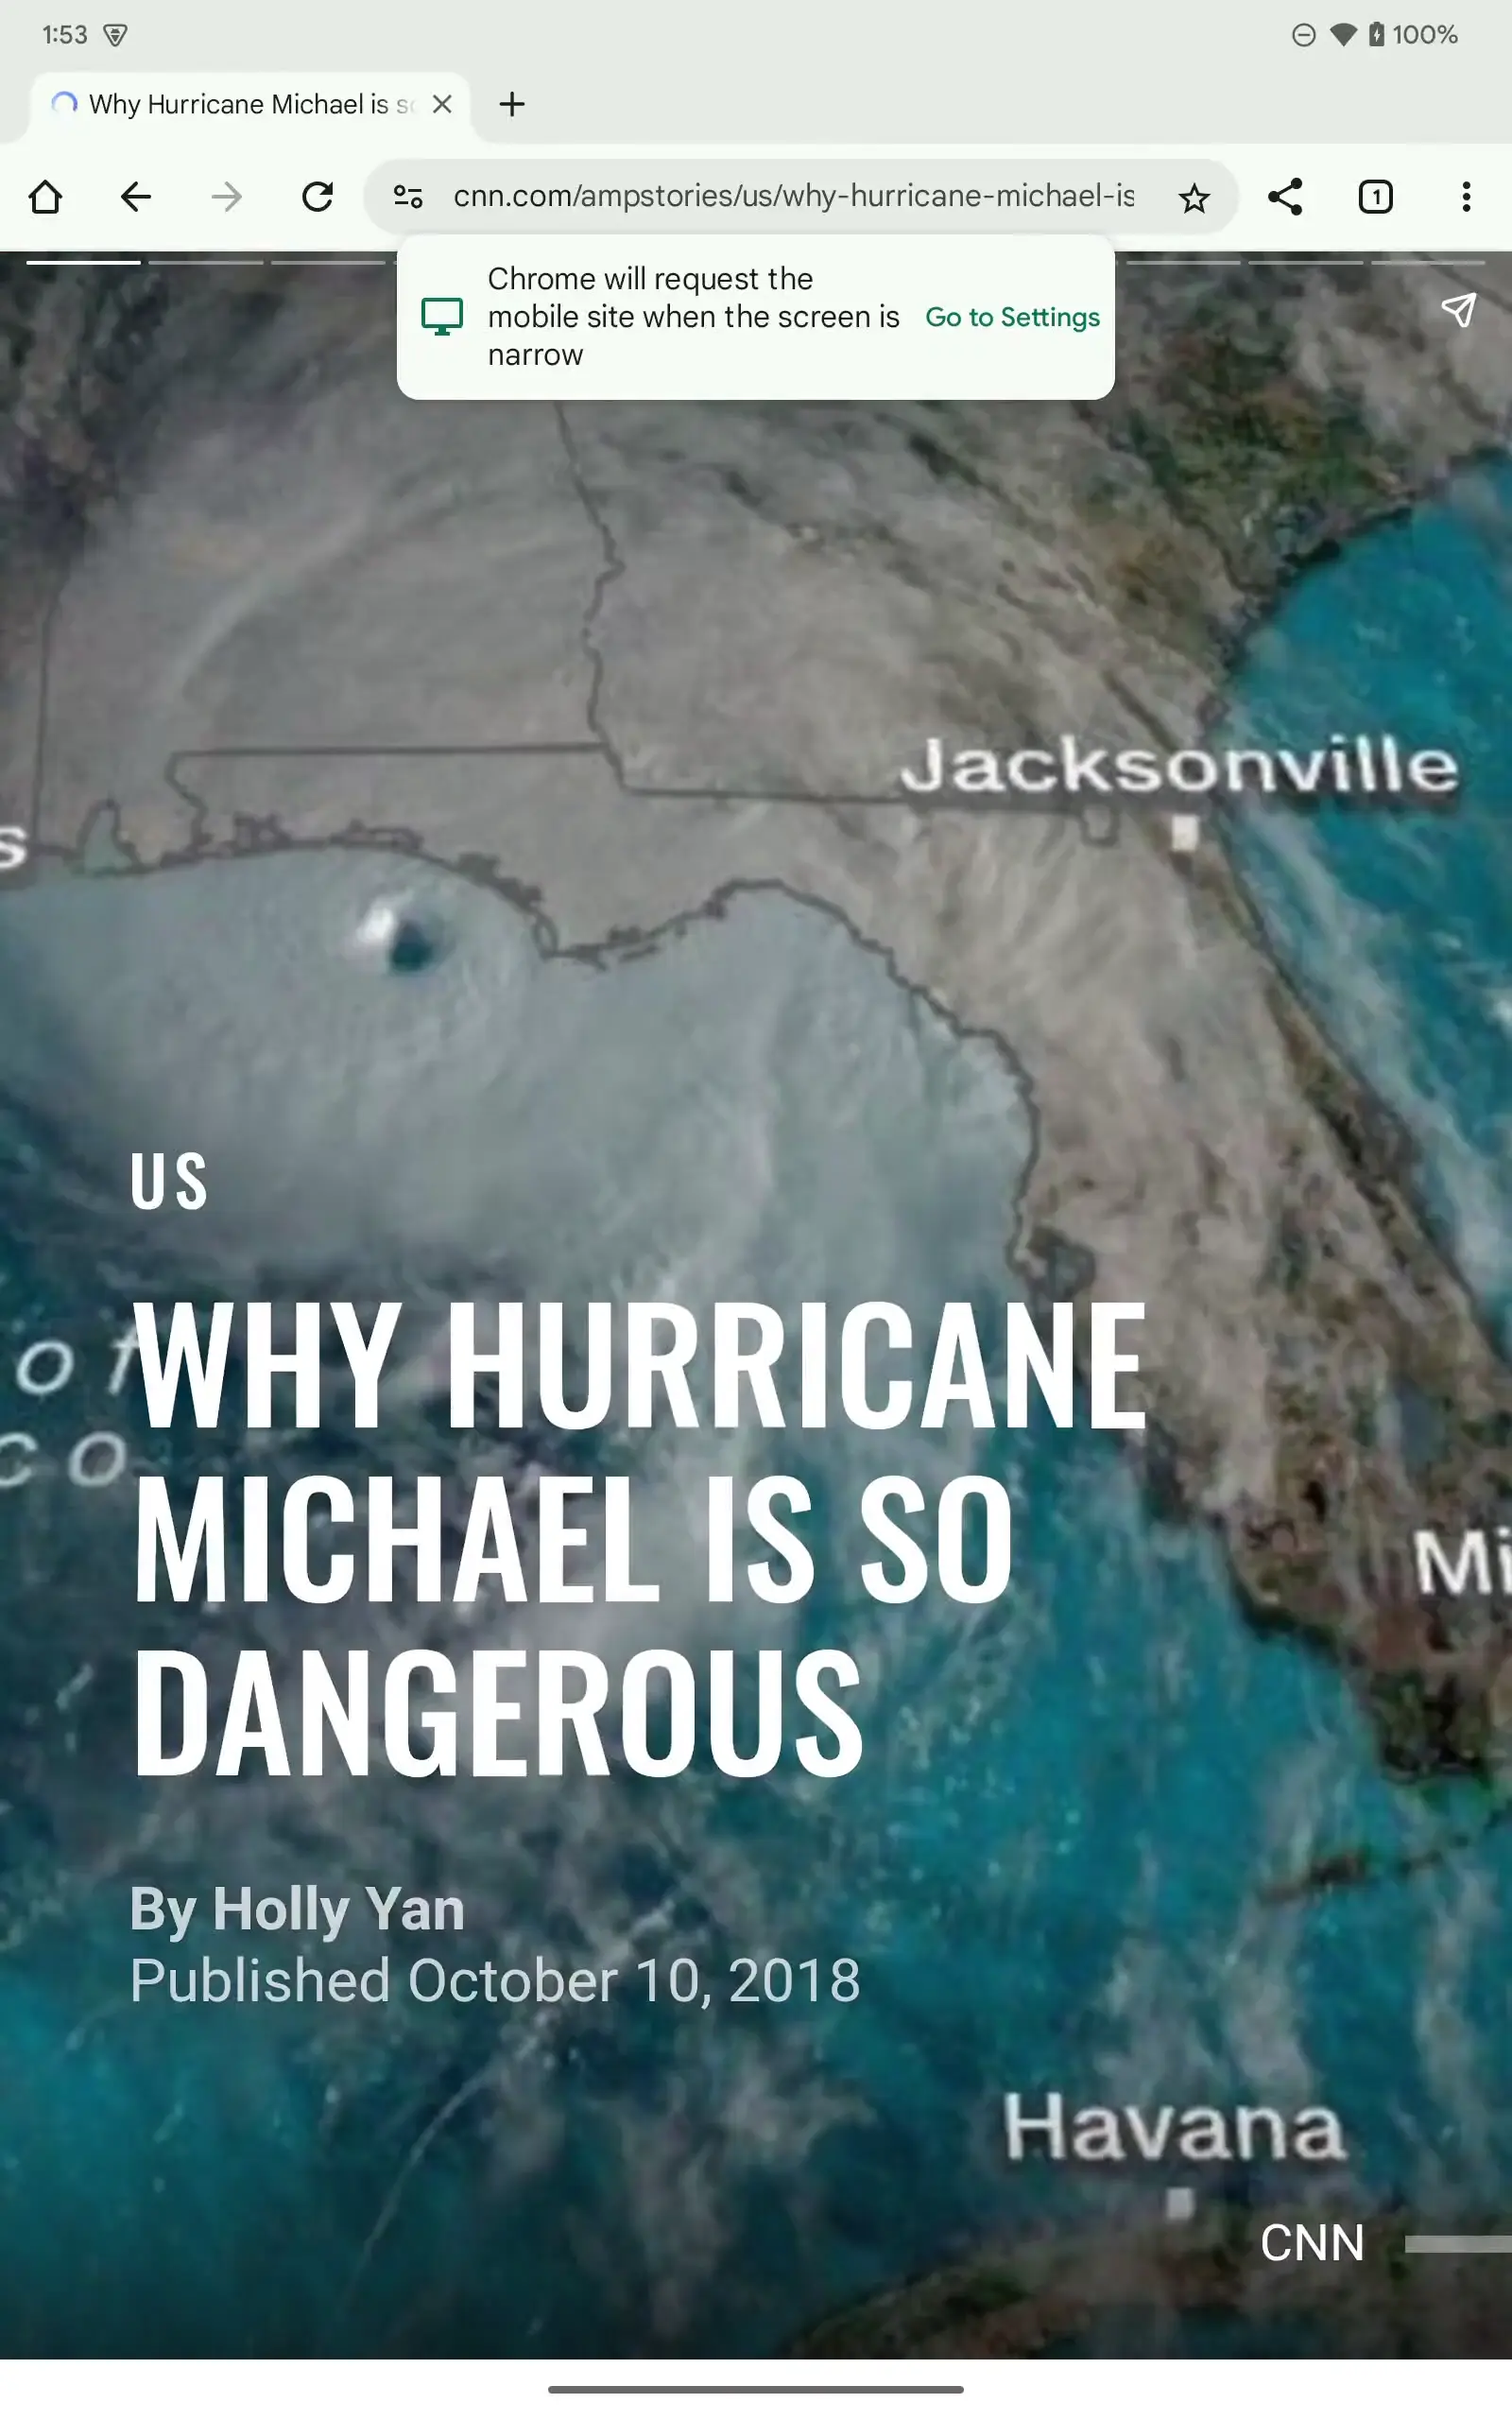 1:53
100%
Why Hurricane Michael is
cnn.com/ampstories/us/why-hurricane-michael-is
1
Chrome will request the
mobile site when the screen is
narrow
Go to Settings
Jacksonville
s
US
o f
WHY HURRICANE
c o
MICHAEL IS SO
Mi
DANGEROUS
By Holly Yan
Published October 10, 2018
Havana
CNN